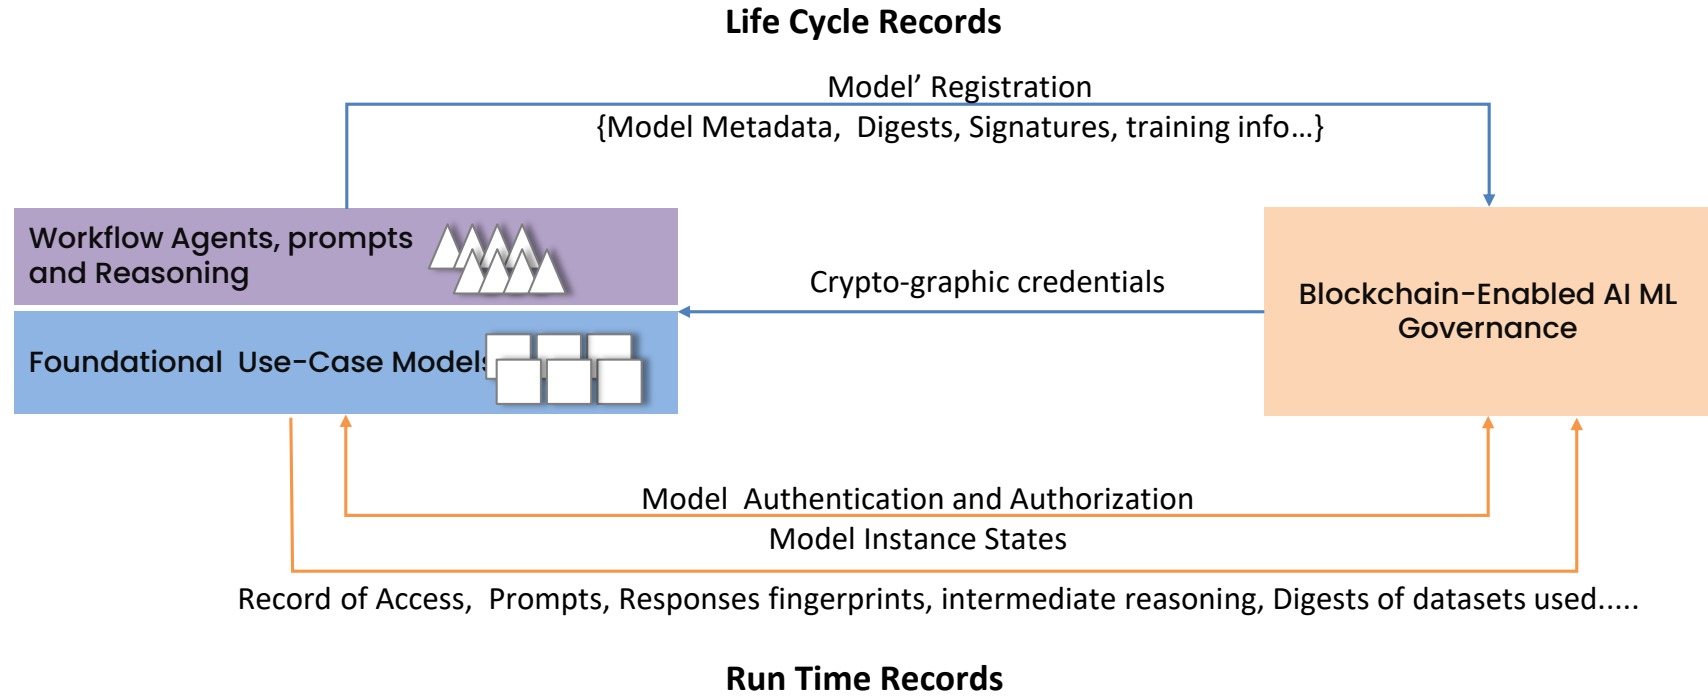 Life Cycle Records
Model’ Registration
{Model Metadata, Digests, Signatures, training info...}
Workflow Agents, prompts
and Reasoning
Crypto-graphic credentials
Blockchain-Enabled AI ML
Governance
Foundational Use-Case Models
Model Authentication and Authorization
Model Instance States
Record of Access, Prompts, Responses fingerprints, intermediate reasoning, Digests of datasets used.....
Run Time Records